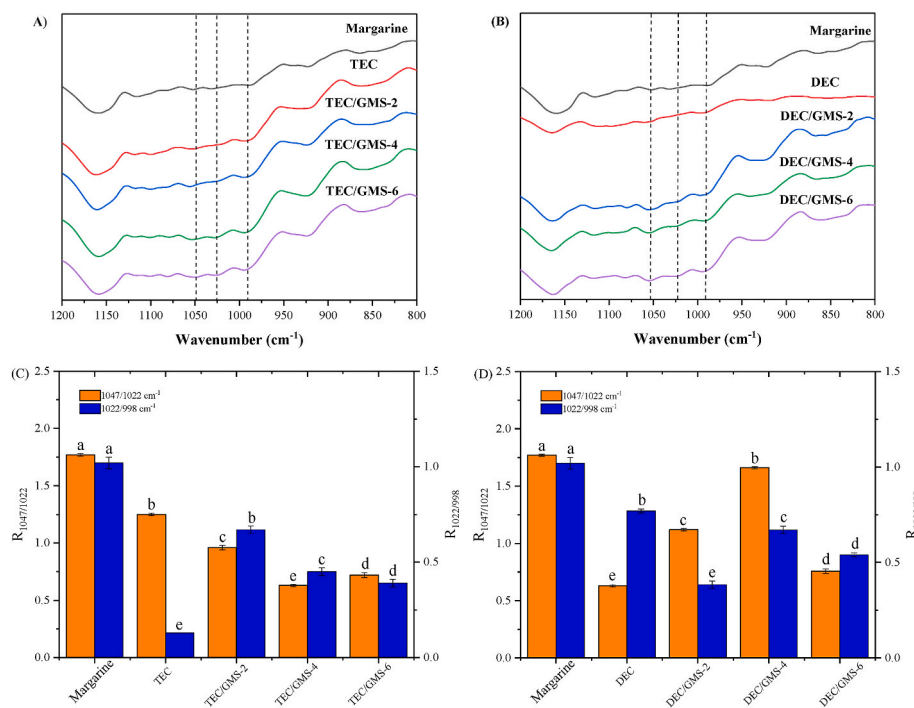 A)
Margarine
TEC
TEC/GMS-2
TEC/GMS-4
TEC/GMS-6
1200 1150 1100 1050 1000 950 900 850 800
Wavenumber (cm-1)
(B)
Margarine
DEC
DEC/GMS-2
DEC/GMS-4
DEC/GMS-6
1200 1150 1100 1050 1000 950 900 850 800
Wavenumber (cm-1)
(C)
1047/1022 cm-1
1022/998 cm-1
2.5
2.0
1.5
1.0
0.5
0.0
R1047/1022
1.5
1.0
0.5
0.0
R1022/998
a a
b e
c b
e c
d d
Margarine TEC TEC/GMS-2 TEC/GMS-4 TEC/GMS-6
(D)
1047/1022 cm-1
1022/998 cm-1
2.5
2.0
1.5
1.0
0.5
0.0
R1047/1022
1.5
1.0
0.5
0.0
a a
e b
c e
b c
d d
Margarine DEC DEC/GMS-2 DEC/GMS-4 DEC/GMS-6